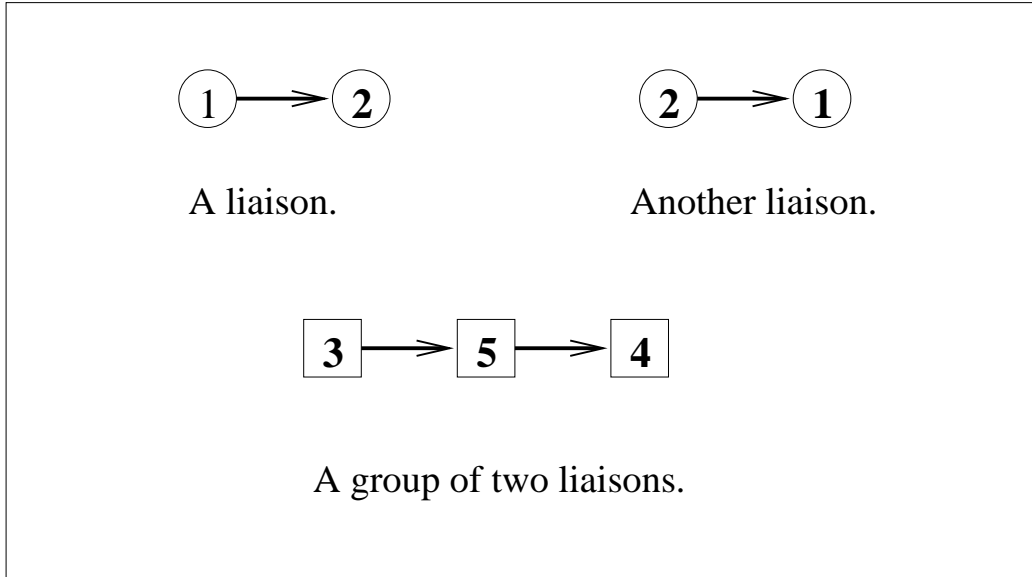 1 2 2 1
A liaison. Another liaison.
3 5 4
A group of two liaisons.